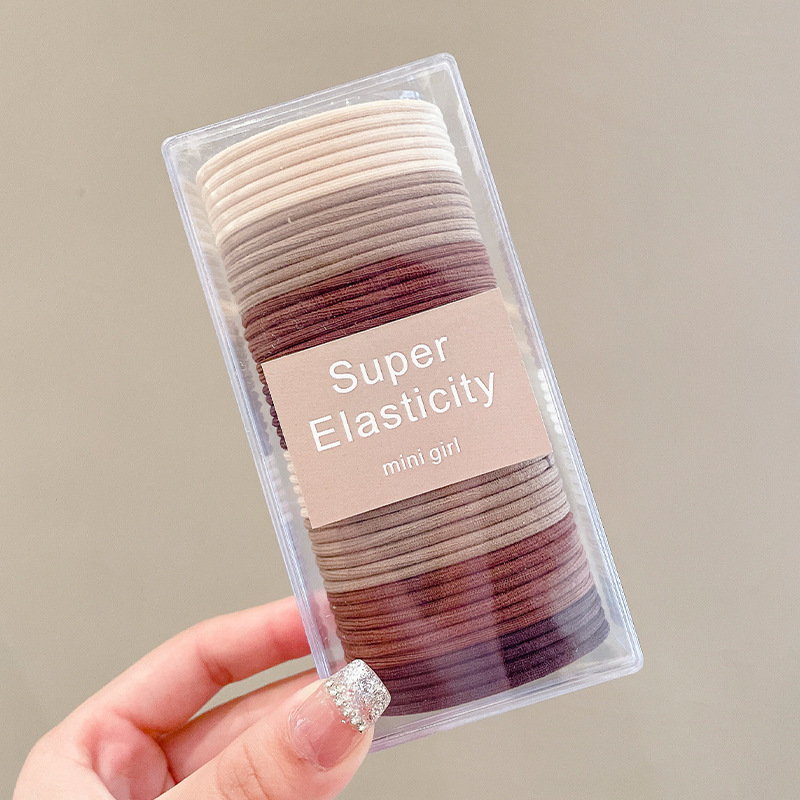 Super
Elasticity
mini girl